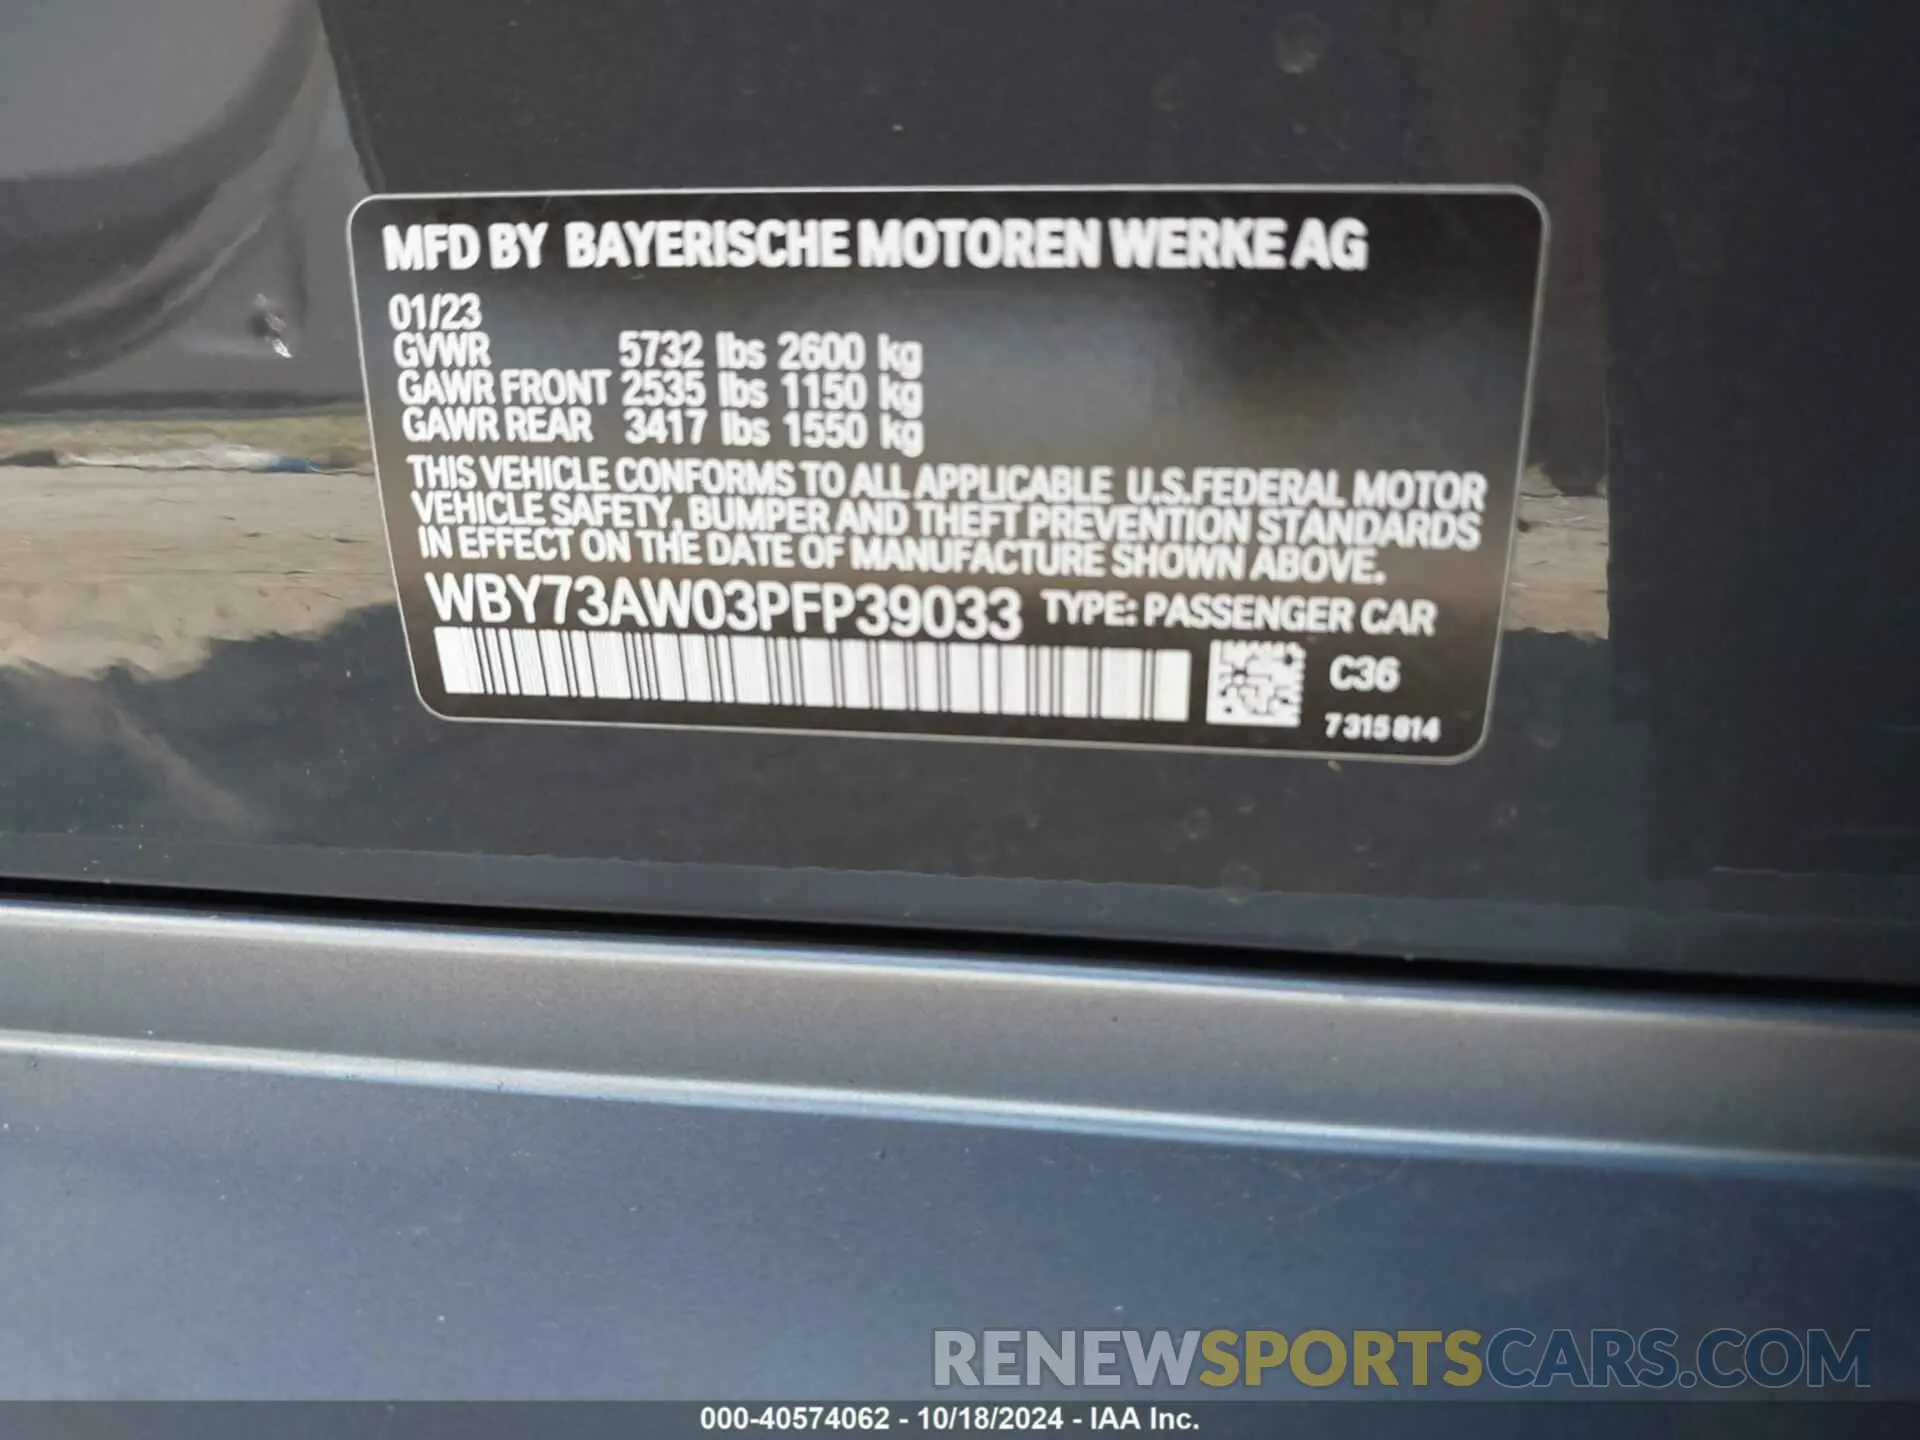 MFD BY BAYERISCHE MOTOREN WERKE AG
01/23
GVWR 5732 lbs 2600 kg
GAWR FRONT 2535 lbs 1150 kg
GAWR REAR 3417 lbs 1550 kg
THIS VEHICLE CONFORMS TO ALL APPLICABLE U.S.FEDERAL MOTOR
VEHICLE SAFETY, BUMPER AND THEFT PREVENTION STANDARDS
IN EFFECT ON THE DATE OF MANUFACTURE SHOWN ABOVE.
WBY73AW03PFP39033 TYPE: PASSENGER CAR
C36
7 315 814
RENEWSPORTSCARS.COM
000-40574062 - 10/18/2024 - IAA Inc.